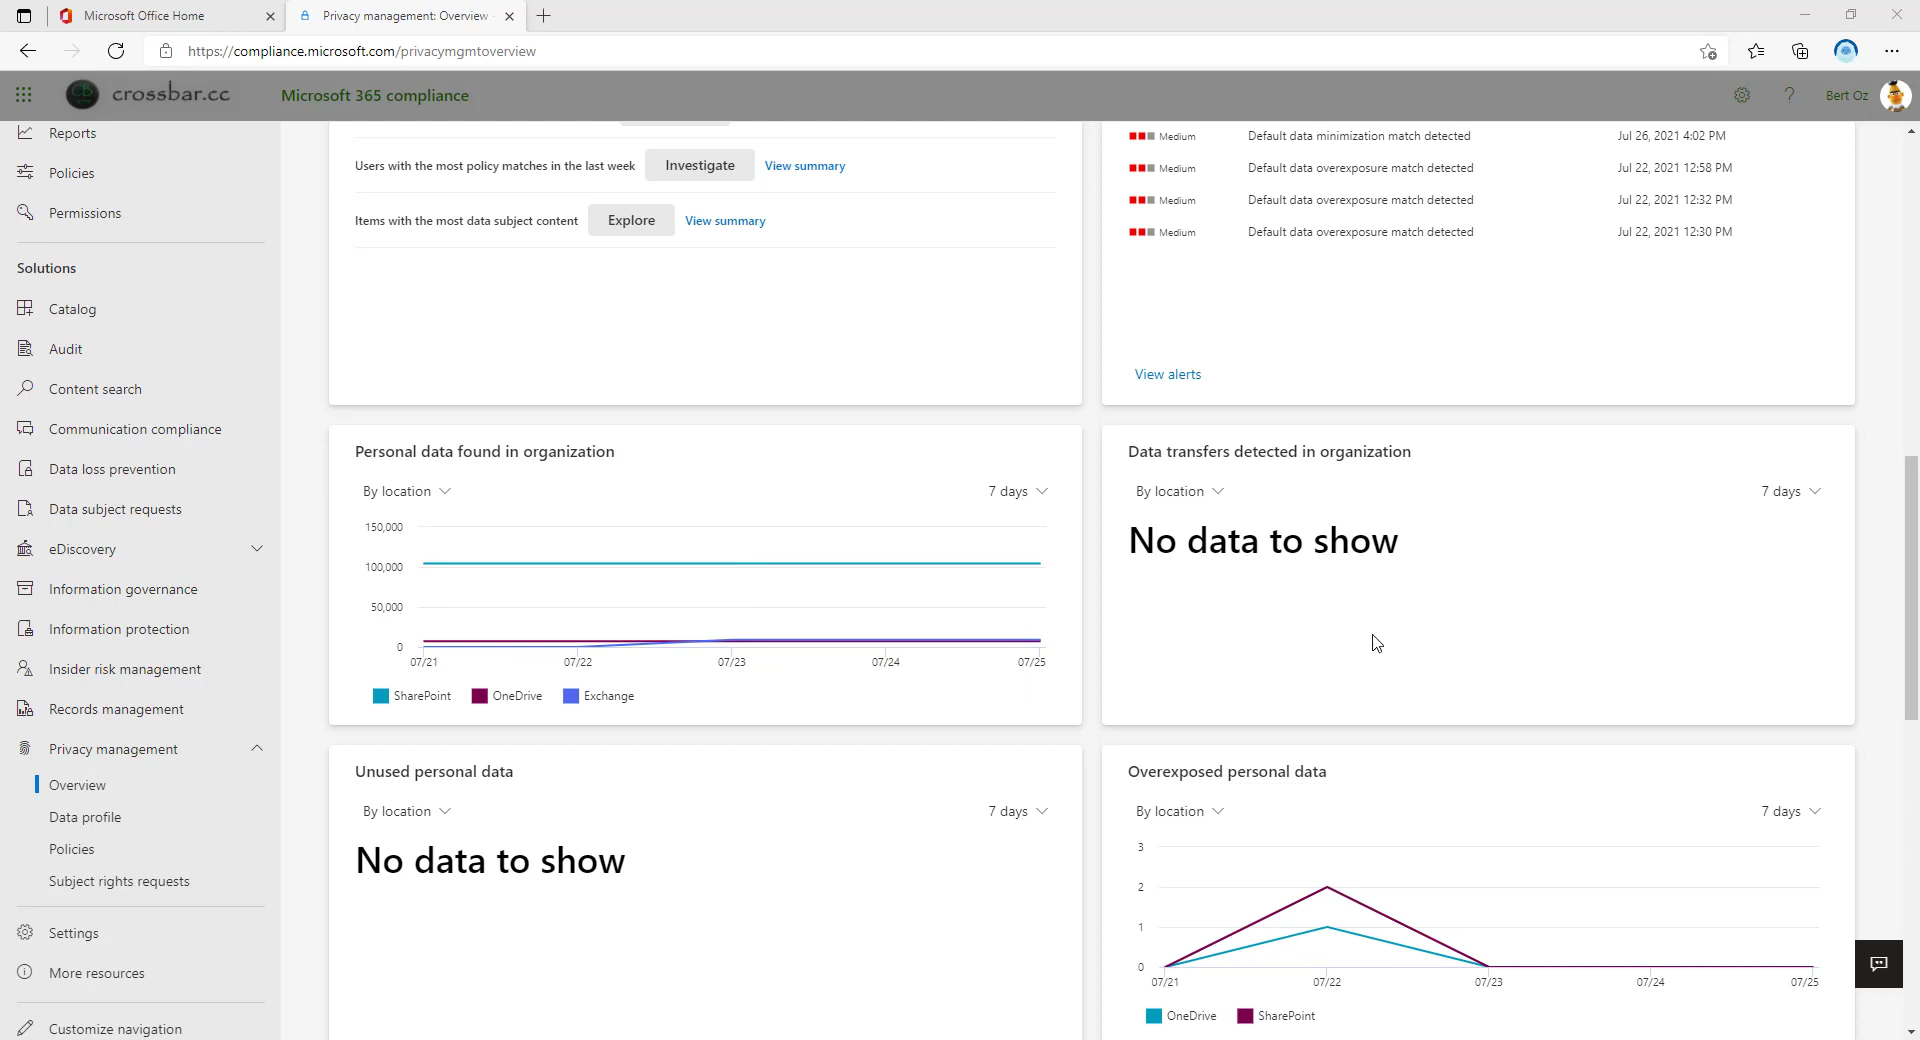 Microsoft Office Home
Privacy management: Overview
https://compliance.microsoft.com/privacymgmtoverview
CB
crossbar.cc
Microsoft 365 compliance
?
Bert Oz
Reports
Policies
Permissions
Solutions
Catalog
Audit
Content search
Communication compliance
Data loss prevention
Data subject requests
eDiscovery
Information governance
Information protection
Insider risk management
Records management
Privacy management
Overview
Data profile
Policies
Subject rights requests
Settings
More resources
Customize navigation
Users with the most policy matches in the last week Investigate View summary
Items with the most data subject content Explore View summary
Medium Default data minimization match detected Jul 26, 2021 4:02 PM
Medium Default data overexposure match detected Jul 22, 2021 12:58 PM
Medium Default data overexposure match detected Jul 22, 2021 12:32 PM
Medium Default data overexposure match detected Jul 22, 2021 12:30 PM
View alerts
Personal data found in organization
By location 7 days
150,000
100,000
50,000
0
07/21 07/22 07/23 07/24 07/25
SharePoint OneDrive Exchange
Data transfers detected in organization
By location 7 days
No data to show
Unused personal data
By location 7 days
No data to show
Overexposed personal data
By location 7 days
3
2
1
0
07/21 07/22 07/23 07/24 07/25
OneDrive SharePoint